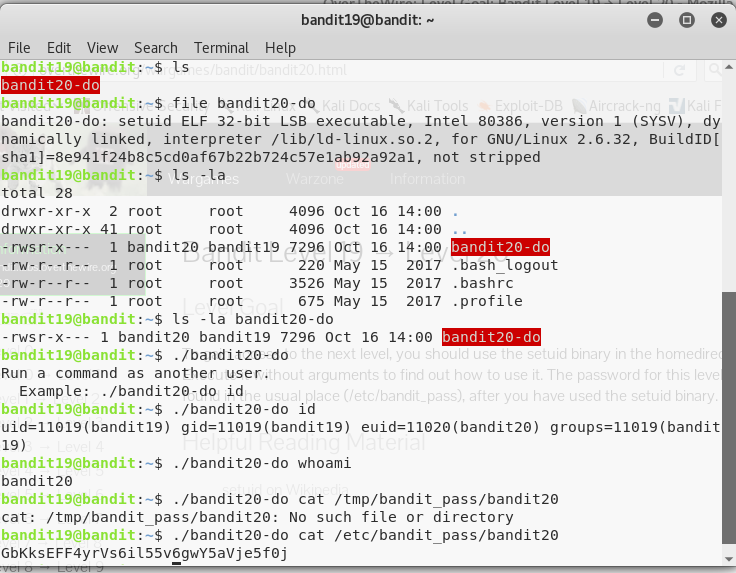 bandit19@bandit: ~
File Edit View Search Terminal Help
bandit19@bandit:~$ ls
bandit20-do
bandit19@bandit:~$ file bandit20-do
bandit20-do: setuid ELF 32-bit LSB executable, Intel 80386, version 1 (SYSV), dy
namically linked, interpreter /lib/ld-linux.so.2, for GNU/Linux 2.6.32, BuildID[
sha1]=8e941f24b8c5cd0af67b22b724c57e1ab92a92a1, not stripped
bandit19@bandit:~$ ls -la
total 28
drwxr-xr-x  2 root     root     4096 Oct 16 14:00 .
drwxr-xr-x 41 root     root     4096 Oct 16 14:00 ..
-rwsr-x---  1 bandit20 bandit19 7296 Oct 16 14:00 bandit20-do
-rw-r--r--  1 root     root      220 May 15  2017 .bash_logout
-rw-r--r--  1 root     root     3526 May 15  2017 .bashrc
-rw-r--r--  1 root     root      675 May 15  2017 .profile
bandit19@bandit:~$ ls -la bandit20-do
-rwsr-x--- 1 bandit20 bandit19 7296 Oct 16 14:00 bandit20-do
bandit19@bandit:~$ ./bandit20-do
Run a command as another user.
  Example: ./bandit20-do id
bandit19@bandit:~$ ./bandit20-do id
uid=11019(bandit19) gid=11019(bandit19) euid=11020(bandit20) groups=11019(bandit
19)
bandit19@bandit:~$ ./bandit20-do whoami
bandit20
bandit19@bandit:~$ ./bandit20-do cat /tmp/bandit_pass/bandit20
cat: /tmp/bandit_pass/bandit20: No such file or directory
bandit19@bandit:~$ ./bandit20-do cat /etc/bandit_pass/bandit20
GbKksEFF4yrVs6il55v6gwY5aVje5f0j